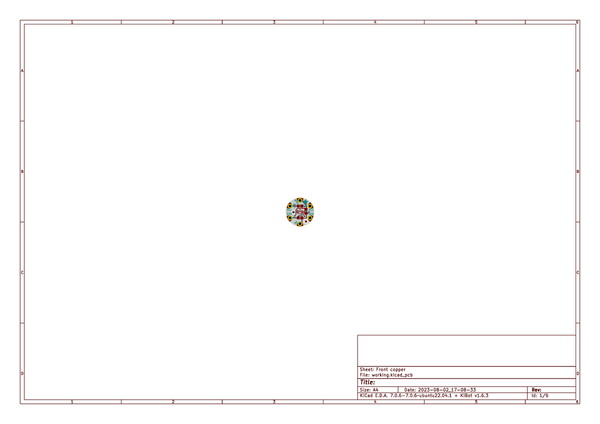 1 2 3 4 5 6
A A
B B
C C
D D
Sheet: Front copper
File: working.kicad_pcb
Title:
Size: A4 Date: 2023-08-02_17-08-33 Rev:
KiCad E.D.A. 7.0.6-7.0.6~ubuntu22.04.1 + KiBot v1.6.3 Id: 1/6
1 2 3 4 5 6